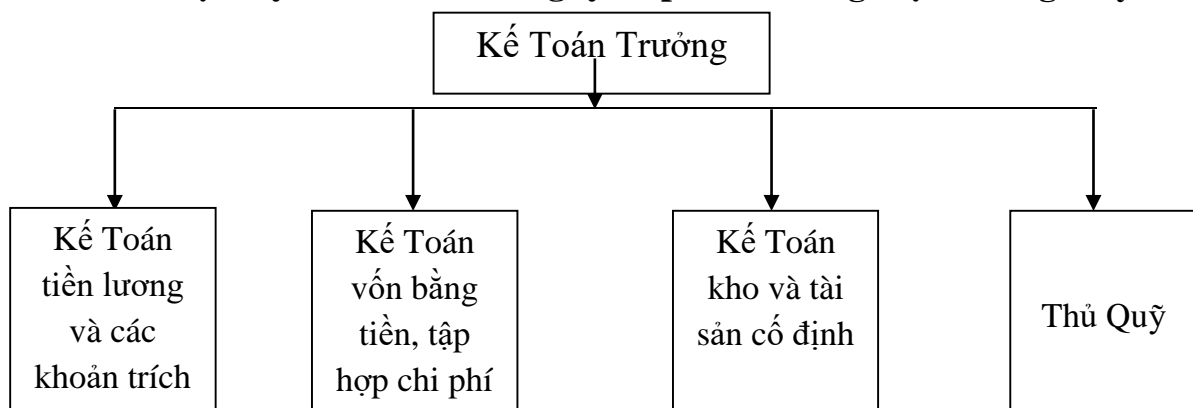 Kế Toán Trưởng
Kế Toán
tiền lương
và các
khoản trích
Kế Toán
vốn bằng
tiền, tập
hợp chi phí
Kế Toán
kho và tài
sản cố định
Thủ Quỹ